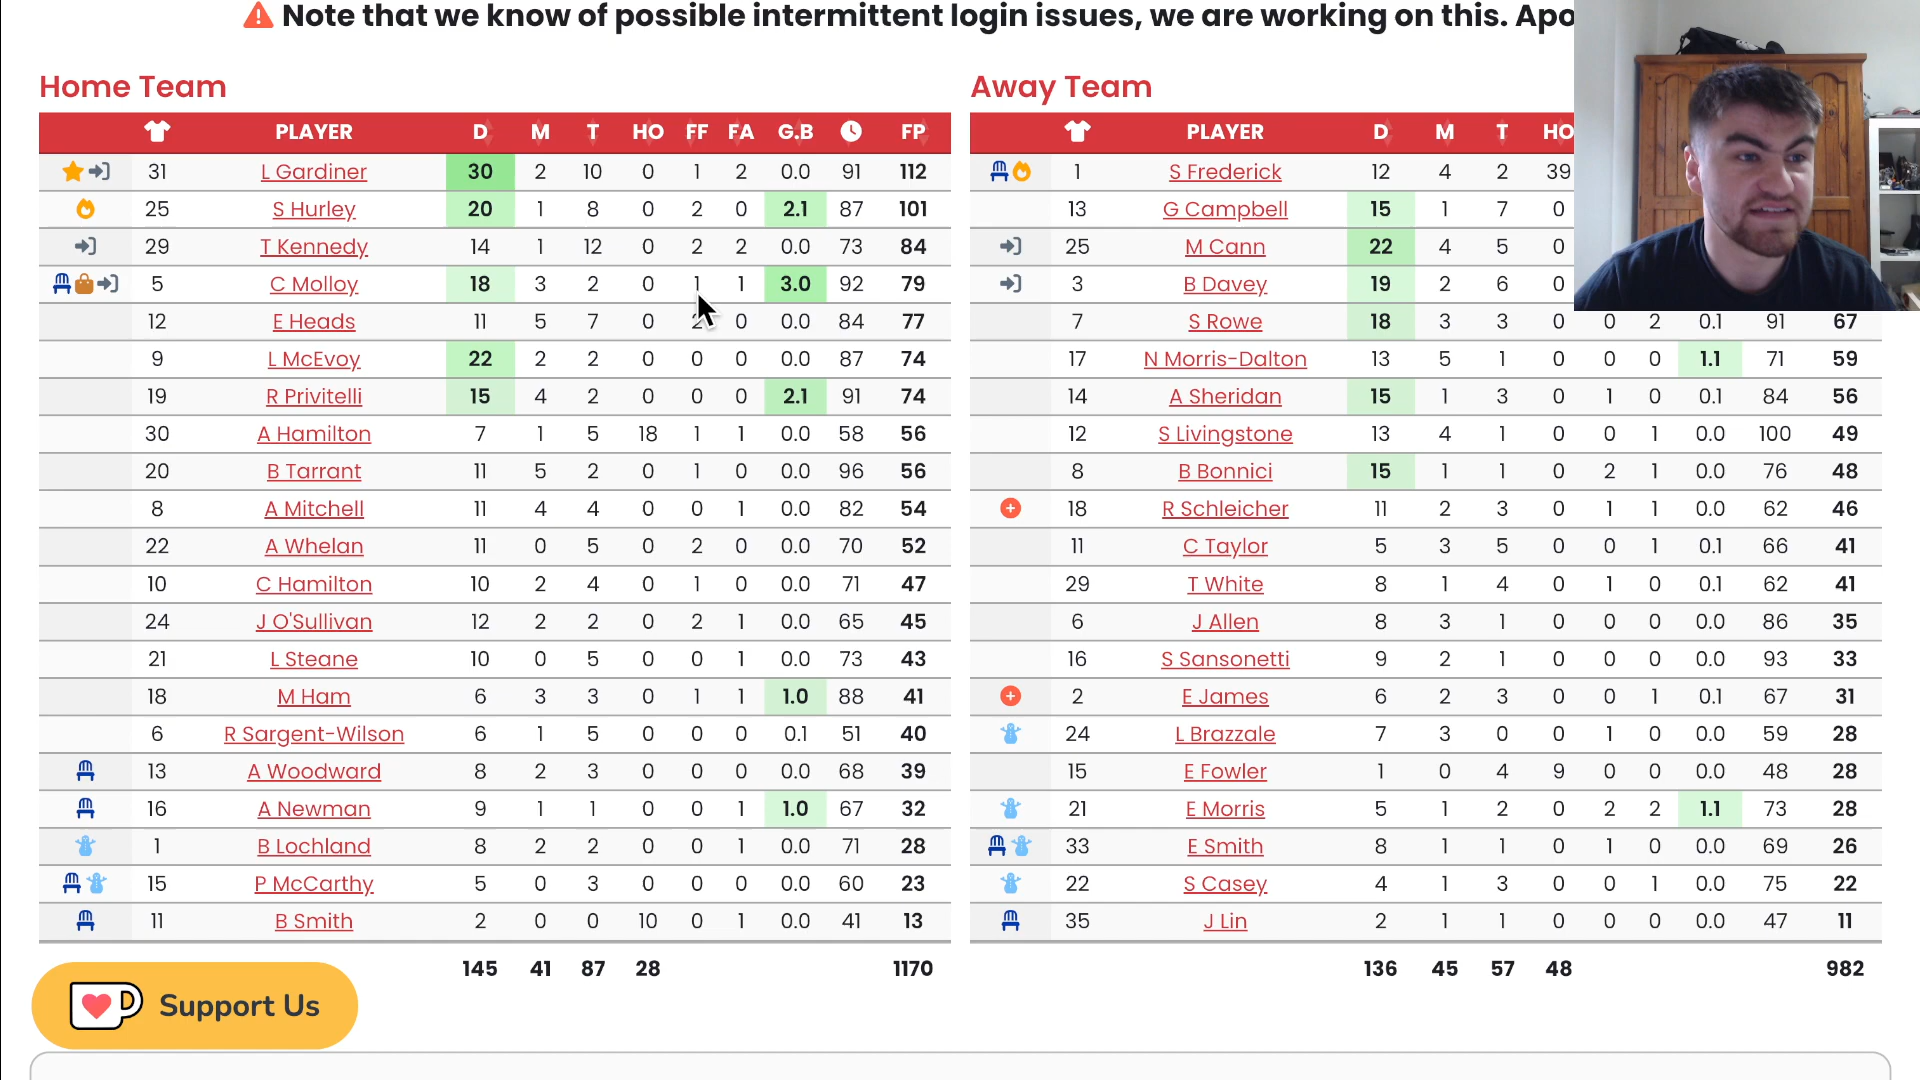 Note that we know of possible intermittent login issues, we are working on this. Apo
Home Team
PLAYER D M T HO FF FA G.B FP
31 L Gardiner 30 2 10 0 1 2 0.0 91 112
25 S Hurley 20 1 8 0 2 0 2.1 87 101
29 T Kennedy 14 1 12 0 2 2 0.0 73 84
5 C Molloy 18 3 2 0 1 1 3.0 92 79
12 E Heads 11 5 7 0 2 0 0.0 84 77
9 L McEvoy 22 2 2 0 0 0 0.0 87 74
19 R Privitelli 15 4 2 0 0 0 2.1 91 74
30 A Hamilton 7 1 5 18 1 1 0.0 58 56
20 B Tarrant 11 5 2 0 1 0 0.0 96 56
8 A Mitchell 11 4 4 0 0 1 0.0 82 54
22 A Whelan 11 0 5 0 2 0 0.0 70 52
10 C Hamilton 10 2 4 0 1 0 0.0 71 47
24 J O'Sullivan 12 2 2 0 2 1 0.0 65 45
21 L Steane 10 0 5 0 0 1 0.0 73 43
18 M Ham 6 3 3 0 1 1 1.0 88 41
6 R Sargent-Wilson 6 1 5 0 0 0 0.1 51 40
13 A Woodward 8 2 3 0 0 0 0.0 68 39
16 A Newman 9 1 1 0 0 1 1.0 67 32
1 B Lochland 8 2 2 0 0 1 0.0 71 28
15 P McCarthy 5 0 3 0 0 0 0.0 60 23
11 B Smith 2 0 0 10 0 1 0.0 41 13
145 41 87 28 1170
Away Team
PLAYER D M T HO
1 S Frederick 12 4 2 39
13 G Campbell 15 1 7 0
25 M Cann 22 4 5 0
3 B Davey 19 2 6 0
7 S Rowe 18 3 3 0 0 2 0.1 91 67
17 N Morris-Dalton 13 5 1 0 0 0 1.1 71 59
14 A Sheridan 15 1 3 0 1 0 0.1 84 56
12 S Livingstone 13 4 1 0 0 1 0.0 100 49
8 B Bonnici 15 1 1 0 2 1 0.0 76 48
18 R Schleicher 11 2 3 0 1 1 0.0 62 46
11 C Taylor 5 3 5 0 0 1 0.1 66 41
29 T White 8 1 4 0 1 0 0.1 62 41
6 J Allen 8 3 1 0 0 0 0.0 86 35
16 S Sansonetti 9 2 1 0 0 0 0.0 93 33
2 E James 6 2 3 0 0 1 0.1 67 31
24 L Brazzale 7 3 0 0 1 0 0.0 59 28
15 E Fowler 1 0 4 9 0 0 0.0 48 28
21 E Morris 5 1 2 0 2 2 1.1 73 28
33 E Smith 8 1 1 0 1 0 0.0 69 26
22 S Casey 4 1 3 0 0 1 0.0 75 22
35 J Lin 2 1 1 0 0 0 0.0 47 11
136 45 57 48 982
Support Us